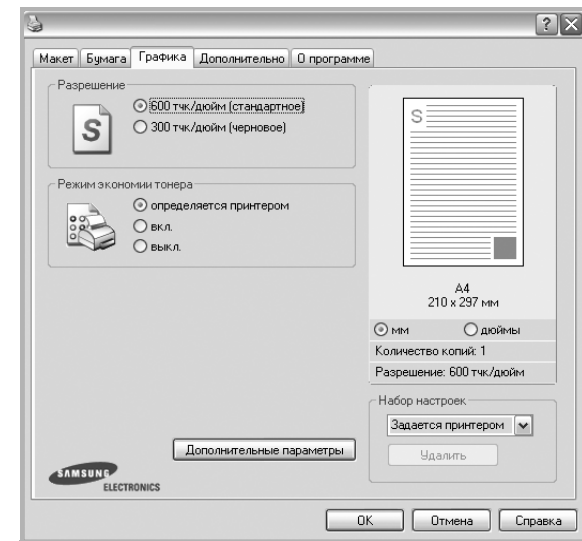 Макет Бумага Графика Дополнительно О программе
Разрешение
S
600 тчк/дюйм (стандартное)
300 тчк/дюйм (черновое)
Режим экономии тонера
определяется принтером
вкл.
выкл.
S
A4
210 x 297 мм
мм дюймы
Количество копий: 1
Разрешение: 600 тчк/дюйм
Набор настроек
Задается принтером
Удалить
Дополнительные параметры
SAMSUNG
ELECTRONICS
OK Отмена Справка